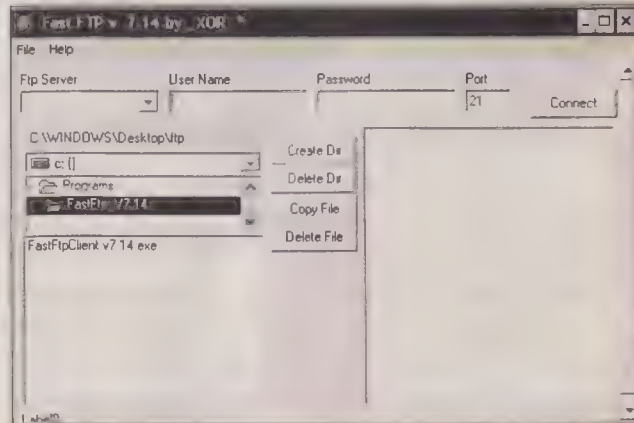 Fast FTP v 7.14 by _XOR_
File Help
Ftp Server User Name Password Port
21 Connect
C:\WINDOWS\Desktop\ftp
c: []
Programs
FastFtp V7.14
Create Dir
Delete Dir
Copy File
Delete File
FastFtpClient v7 14 exe